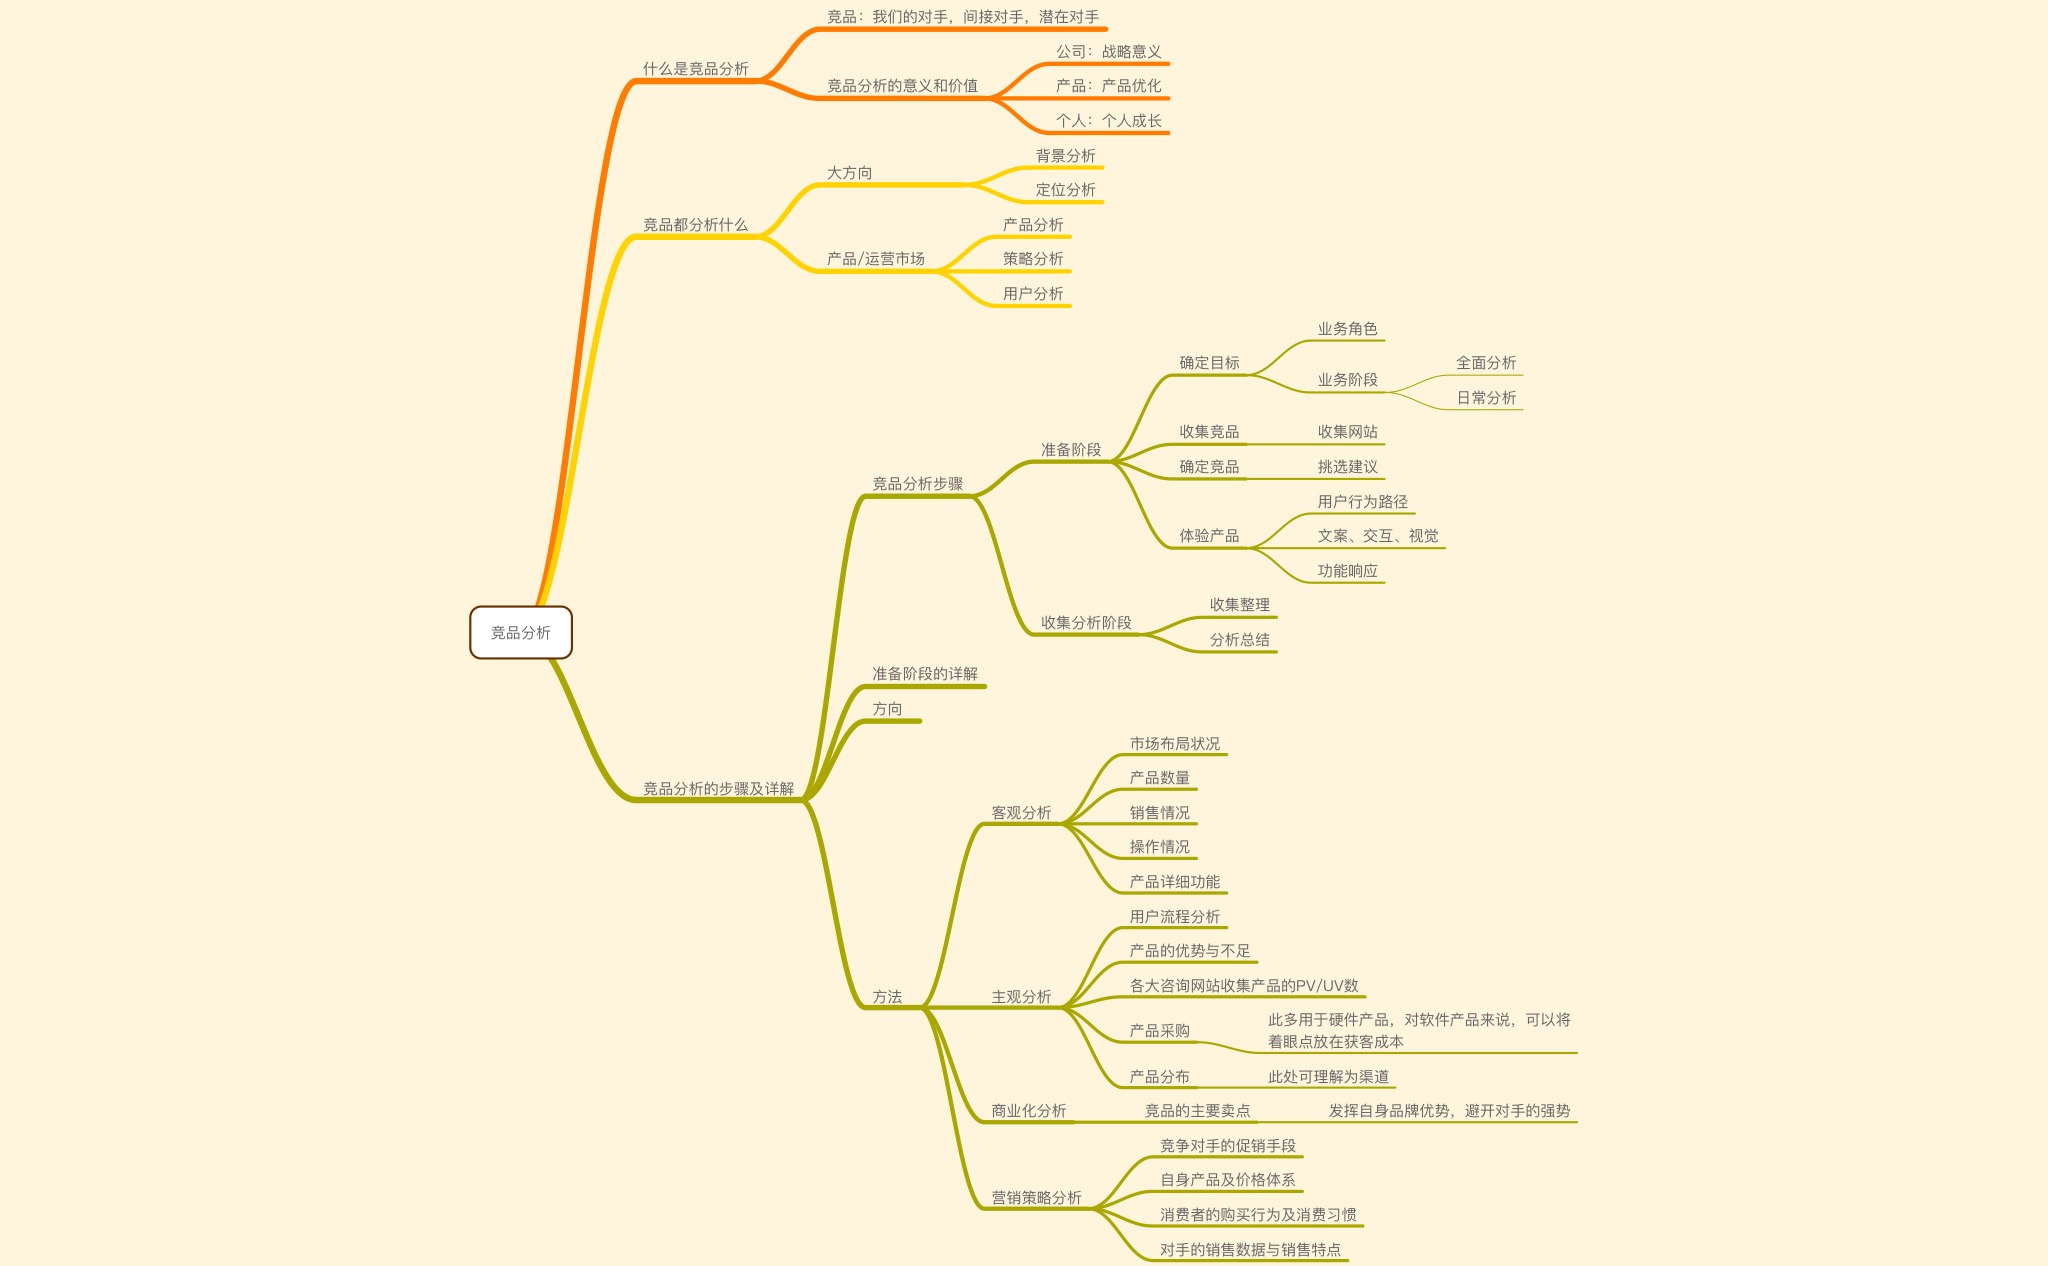 竞品：我们的对手，间接对手，潜在对手
公司：战略意义
什么是竞品分析
竞品分析的意义和价值
产品：产品优化
个人：个人成长
背景分析
大方向
定位分析
竞品都分析什么
产品分析
产品/运营市场
策略分析
用户分析
业务角色
确定目标
全面分析
业务阶段
日常分析
收集竞品
收集网站
准备阶段
确定竞品
挑选建议
竞品分析步骤
用户行为路径
体验产品
文案、交互、视觉
功能响应
收集整理
收集分析阶段
分析总结
竞品分析
准备阶段的详解
方向
市场布局状况
产品数量
竞品分析的步骤及详解
客观分析
销售情况
操作情况
产品详细功能
用户流程分析
产品的优势与不足
各大咨询网站收集产品的PV/UV数
方法
主观分析
产品采购
此多用于硬件产品，对软件产品来说，可以将
着眼点放在获客成本
产品分布
此处可理解为渠道
商业化分析
竞品的主要卖点
发挥自身品牌优势，避开对手的强势
竞争对手的促销手段
自身产品及价格体系
营销策略分析
消费者的购买行为及消费习惯
对手的销售数据与销售特点